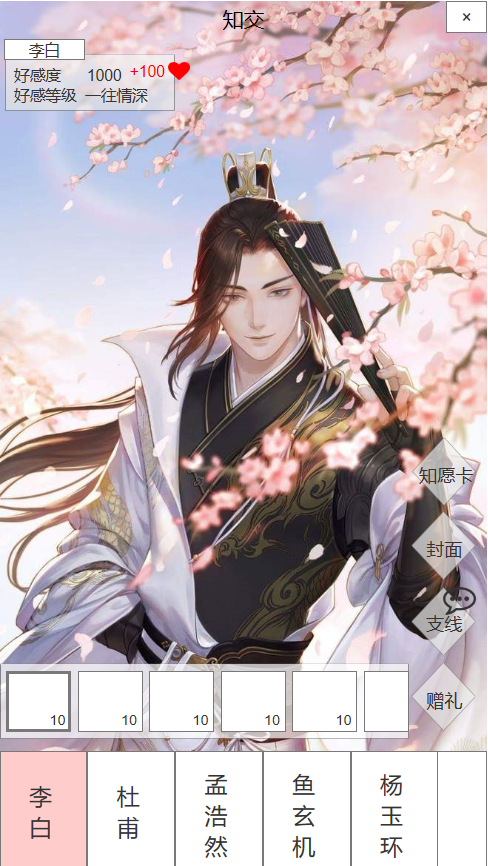 知交
×
李白
好感度 1000 +100
好感等级 一往情深
知愿卡
封面
支线
赠礼
10 10 10 10 10
李白 杜甫 孟浩然 鱼玄机 杨玉环